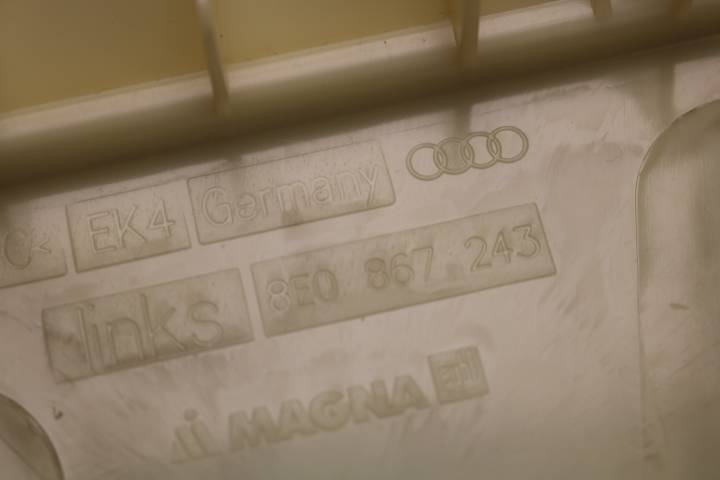 C< EK4 Germany
links 8E0 867 243
MAGNA